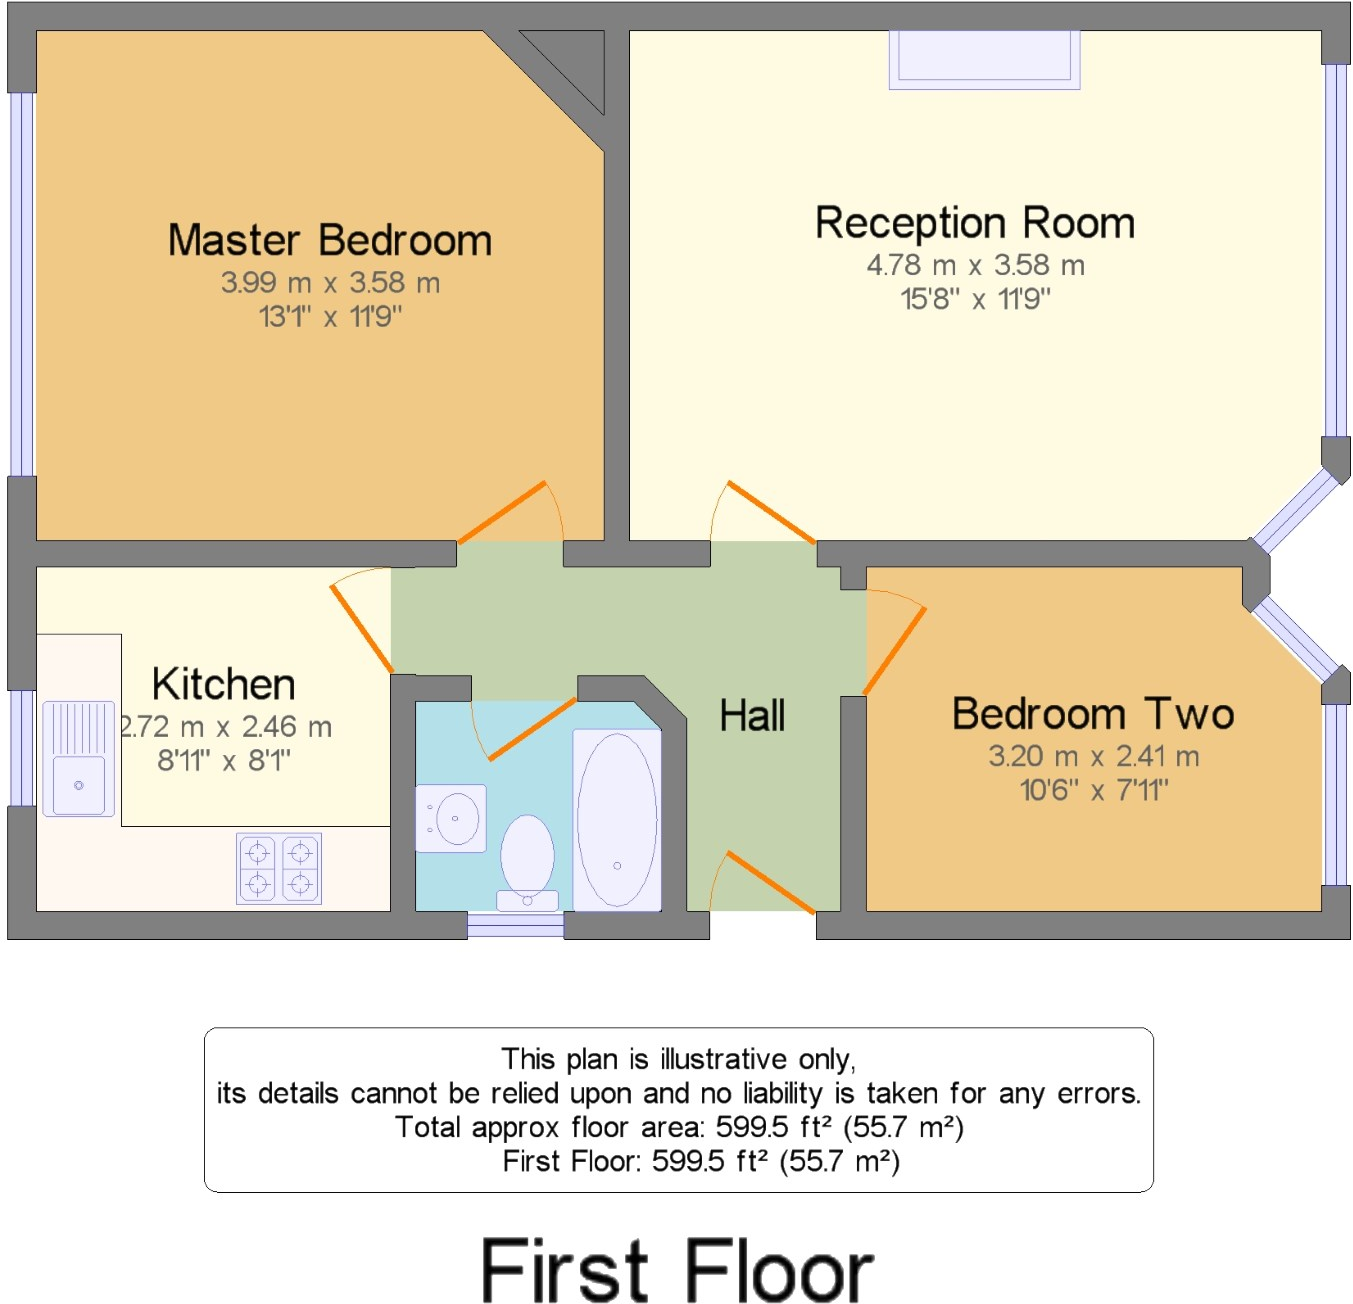 Master Bedroom
3.99 m x 3.58 m
13'1" x 11'9"
Reception Room
4.78 m x 3.58 m
15'8" x 11'9"
Kitchen
2.72 m x 2.46 m
8'11" x 8'1"
Hall
Bedroom Two
3.20 m x 2.41 m
10'6" x 7'11"
This plan is illustrative only,
its details cannot be relied upon and no liability is taken for any errors.
Total approx floor area: 599.5 ft² (55.7 m²)
First Floor: 599.5 ft² (55.7 m²)
First Floor